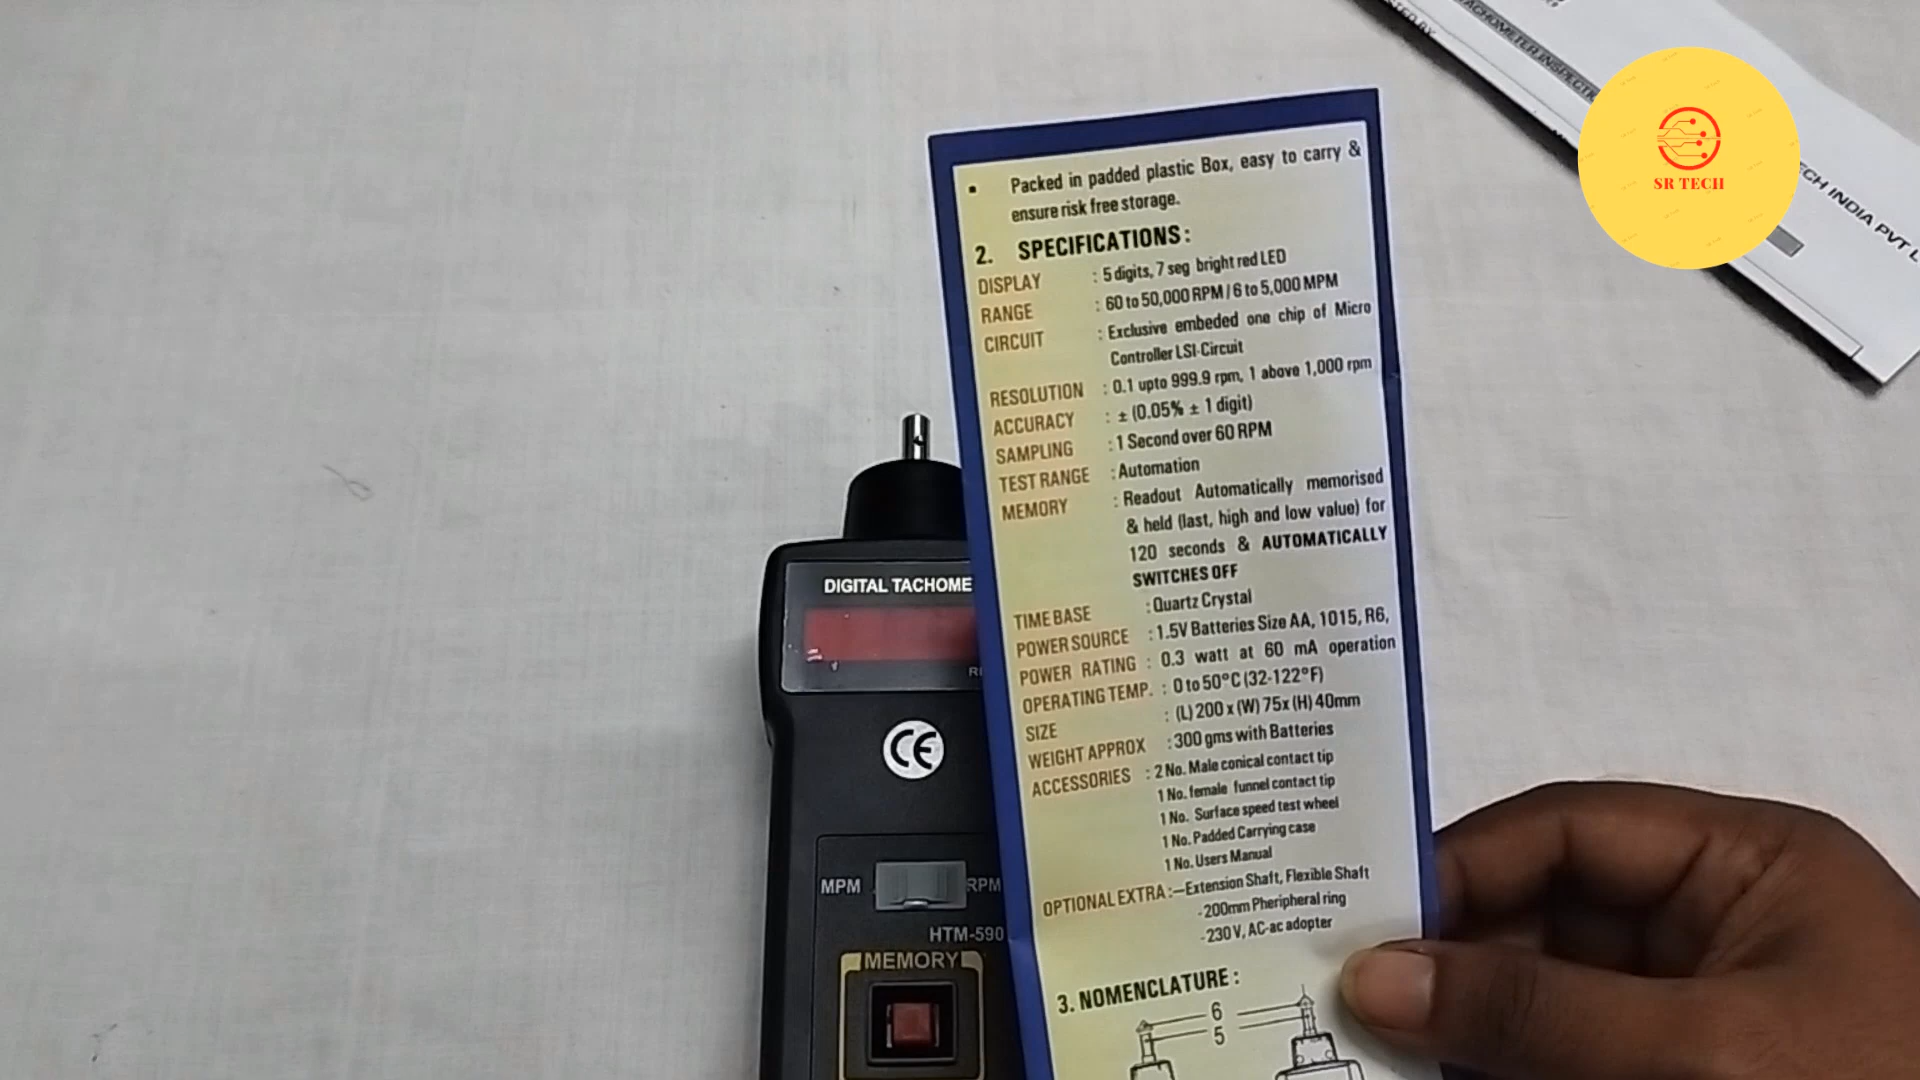 STED BY
TACHOMETER INSPECT
ECH INDIA PVT L
SR TECH
▪ Packed in padded plastic Box, easy to carry &
ensure risk free storage.
2. SPECIFICATIONS :
DISPLAY : 5 digits, 7 seg bright red LED
RANGE : 60 to 50,000 RPM / 6 to 5,000 MPM
CIRCUIT : Exclusive embeded one chip of Micro
Controller LSI-Circuit
RESOLUTION : 0.1 upto 999.9 rpm, 1 above 1,000 rpm
ACCURACY : ± (0.05% ± 1 digit)
SAMPLING : 1 Second over 60 RPM
TEST RANGE : Automation
MEMORY : Readout Automatically memorised
& held (last, high and low value) for
120 seconds & AUTOMATICALLY
SWITCHES OFF
TIME BASE : Quartz Crystal
POWER SOURCE : 1.5V Batteries Size AA, 1015, R6,
POWER RATING : 0.3 watt at 60 mA operation
OPERATING TEMP. : 0 to 50°C (32-122°F)
SIZE : (L) 200 x (W) 75x (H) 40mm
WEIGHT APPROX : 300 gms with Batteries
ACCESSORIES : 2 No. Male conical contact tip
1 No. female funnel contact tip
1 No. Surface speed test wheel
1 No. Padded Carrying case
1 No. Users Manual
OPTIONAL EXTRA :–Extension Shaft, Flexible Shaft
-200mm Pheripheral ring
-230 V, AC-ac adopter
3. NOMENCLATURE :
6
5
DIGITAL TACHOME
CE
MPM RPM
HTM-590
MEMORY